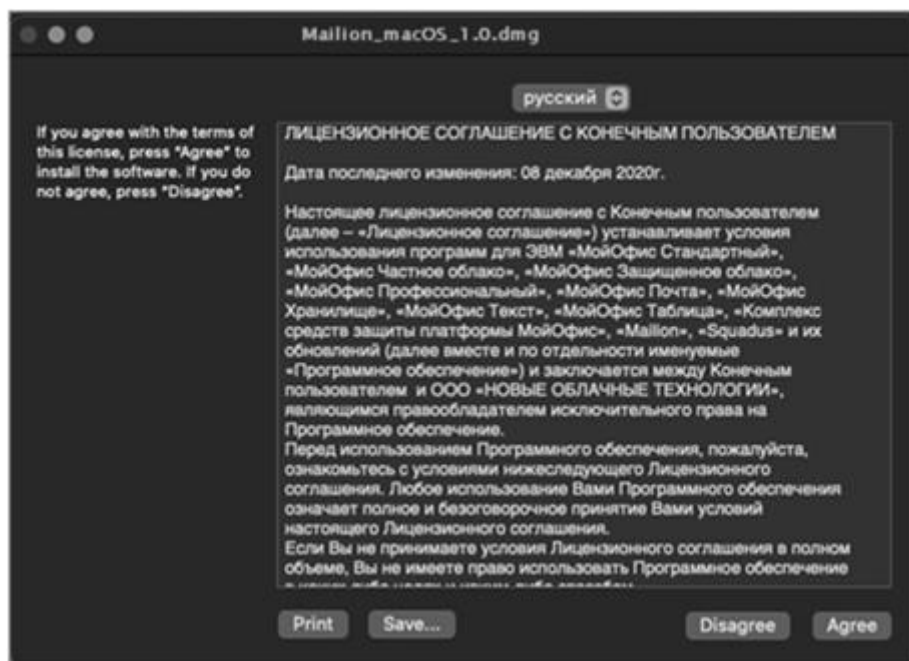 Mailion_macOS_1.0.dmg
русский
If you agree with the terms of
this license, press "Agree" to
install the software. If you do
not agree, press "Disagree".
ЛИЦЕНЗИОННОЕ СОГЛАШЕНИЕ С КОНЕЧНЫМ ПОЛЬЗОВАТЕЛЕМ
Дата последнего изменения: 08 декабря 2020г.
Настоящее лицензионное соглашение с Конечным пользователем
(далее – «Лицензионное соглашение») устанавливает условия
использования программ для ЭВМ «МойОфис Стандартный»,
«МойОфис Частное облако», «МойОфис Защищенное облако»,
«МойОфис Профессиональный», «МойОфис Почта», «МойОфис
Хранилище», «МойОфис Текст», «МойОфис Таблица», «Комплекс
средств защиты платформы МойОфис», «Mailion», «Squadus» и их
обновлений (далее вместе и по отдельности именуемые
«Программное обеспечение») и заключается между Конечным
пользователем и ООО «НОВЫЕ ОБЛАЧНЫЕ ТЕХНОЛОГИИ»,
являющимся правообладателем исключительного права на
Программное обеспечение.
Перед использованием Программного обеспечения, пожалуйста,
ознакомьтесь с условиями нижеследующего Лицензионного
соглашения. Любое использование Вами Программного обеспечения
означает полное и безоговорочное принятие Вами условий
настоящего Лицензионного соглашения.
Если Вы не принимаете условия Лицензионного соглашения в полном
объеме, Вы не имеете право использовать Программное обеспечение
Print Save... Disagree Agree